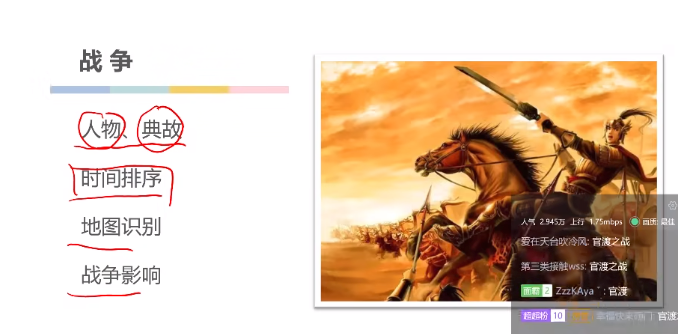 战争
人物、典故
时间排序
地图识别
战争影响
人气 2.945万 上行 1.75mbps 画质 最佳
爱在天台吹冷风: 官渡之战
第三类接触wss: 官渡之战
面霸 2 ZzzKAya゛: 官渡
超超粉 10
官渡